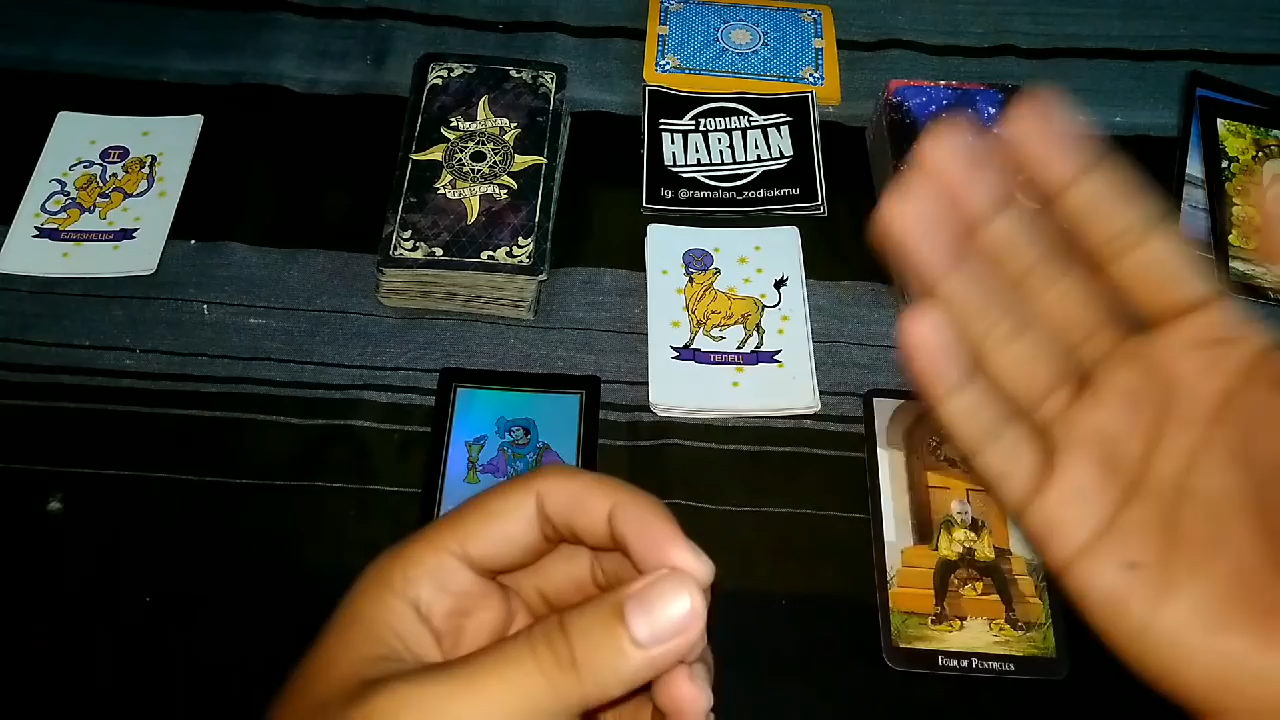 ZODIAK
HARIAN
Ig: @ramalan_zodiakmu
БЛИЗНЕЦЫ
ТЕЛЕЦ
FOUR OF PENTACLES